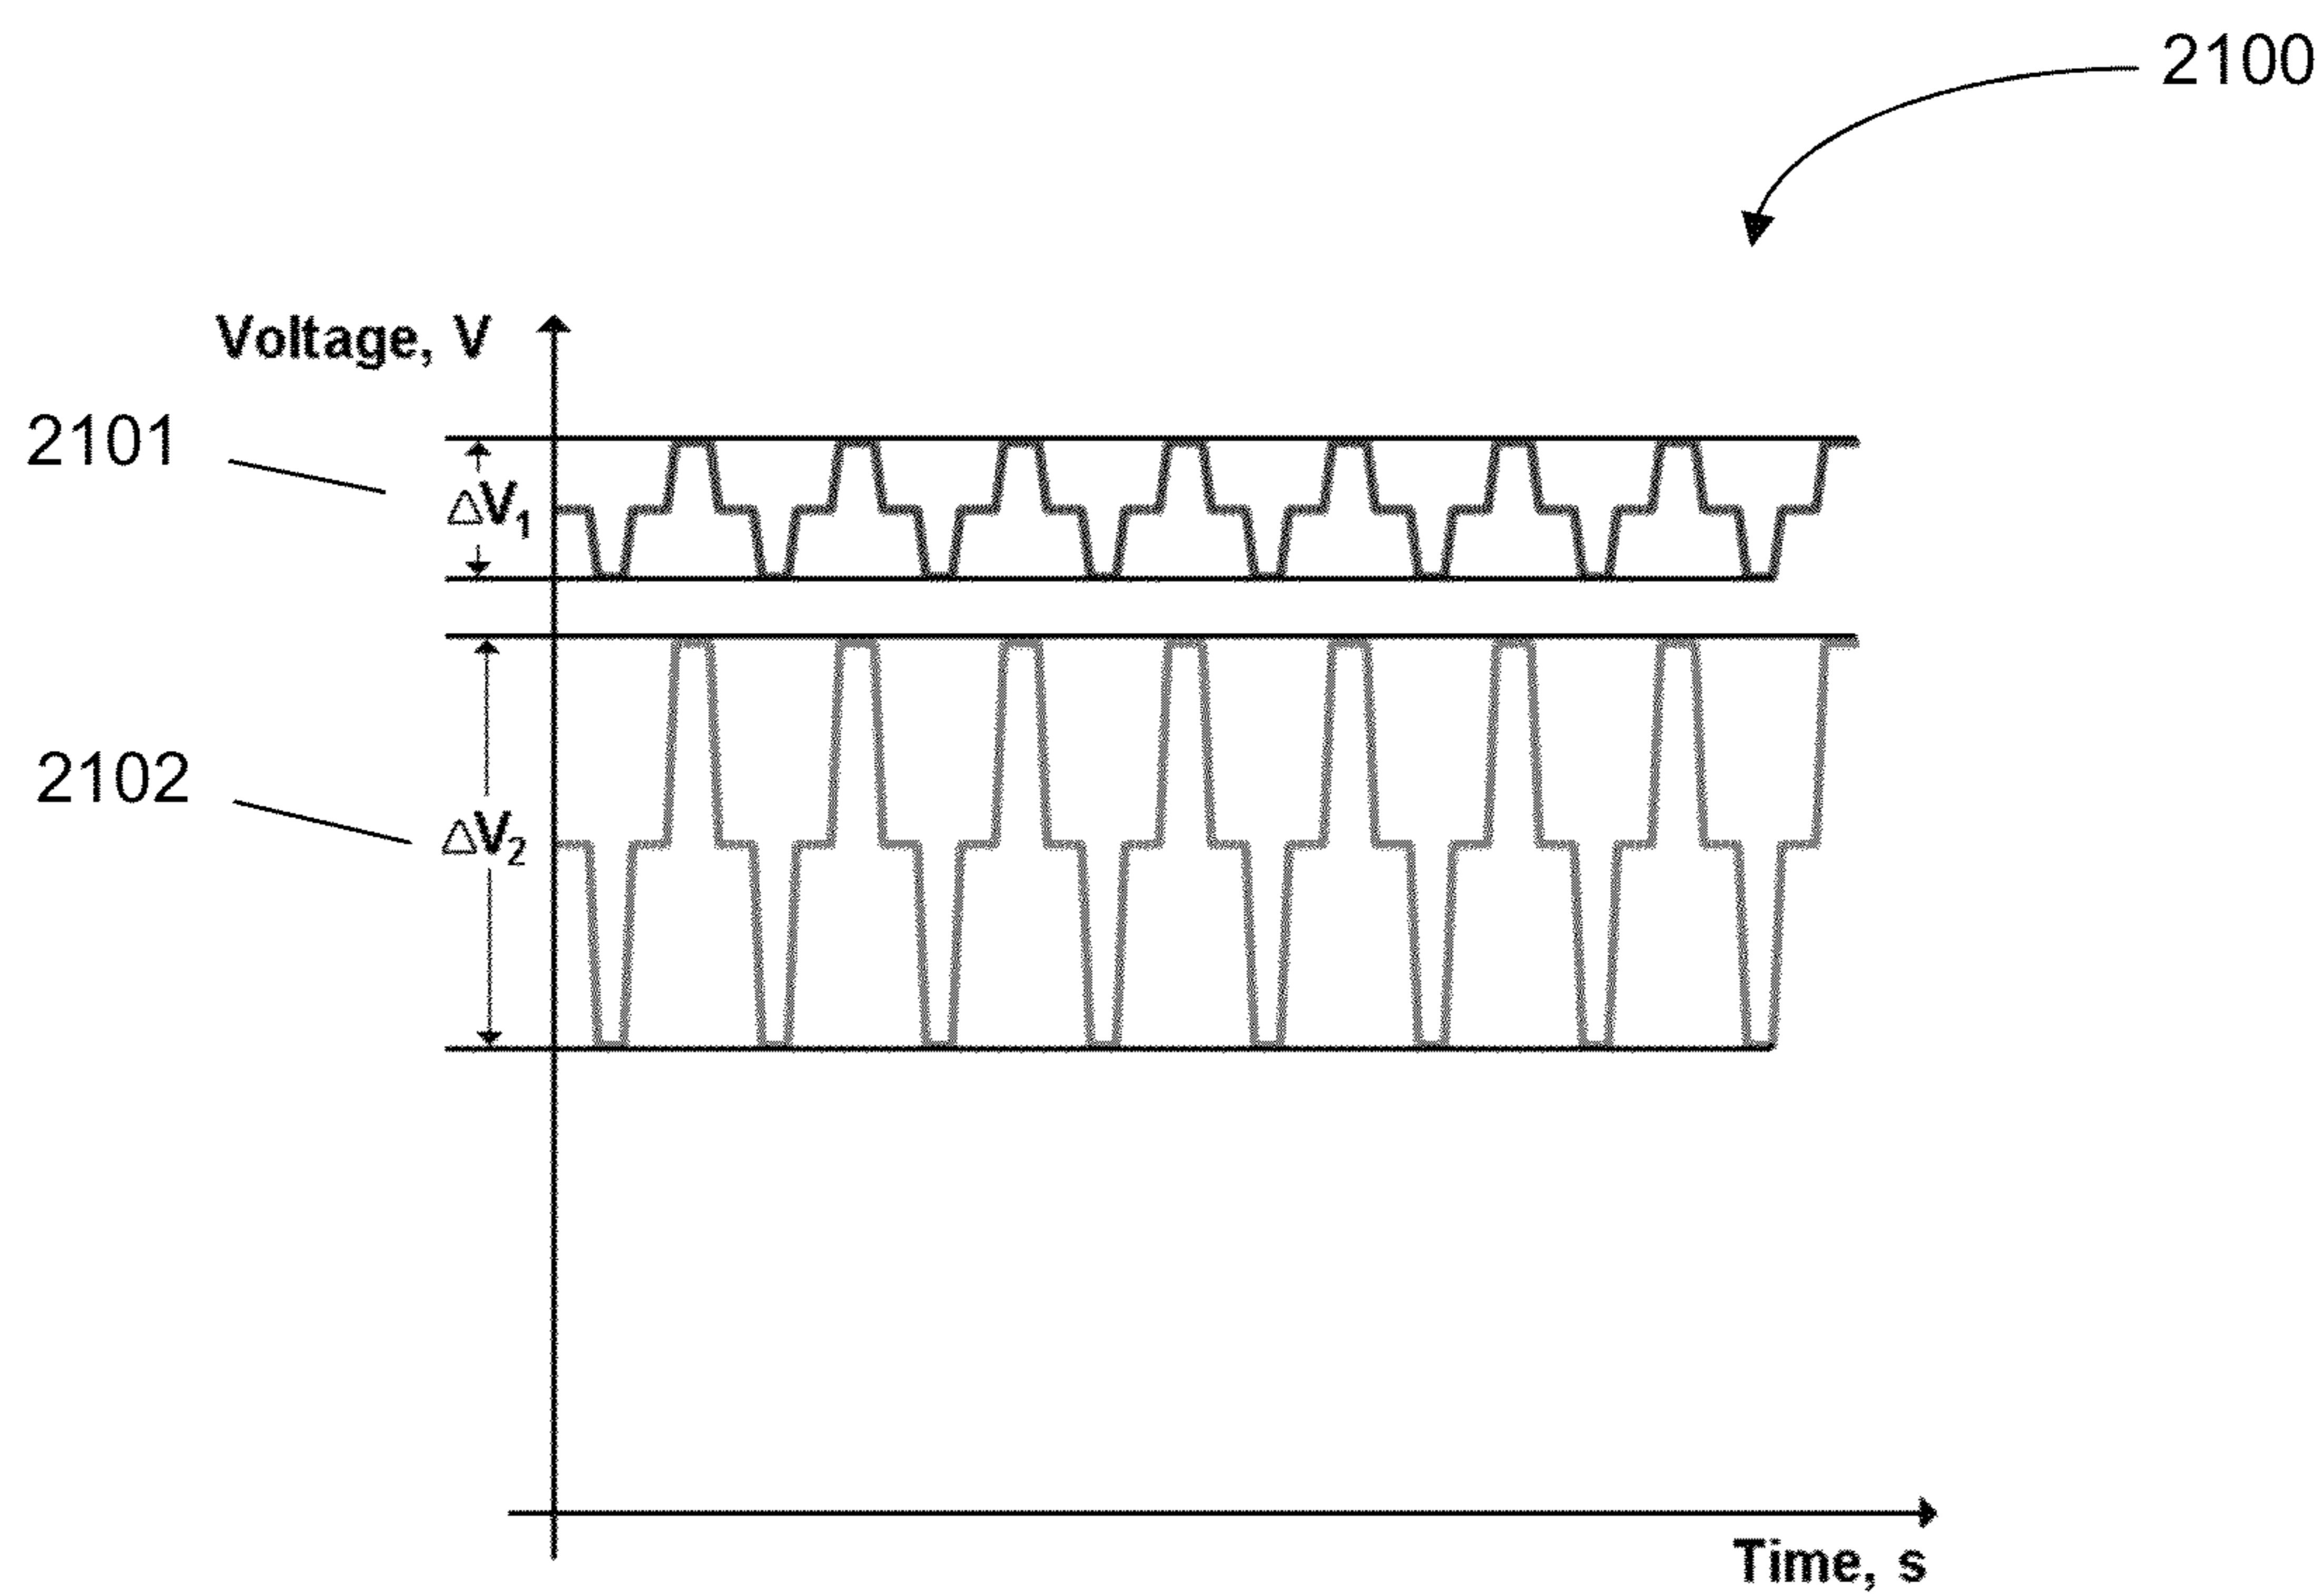 2100
Voltage, V
2101
ΔV₁
2102
ΔV₂
Time, s